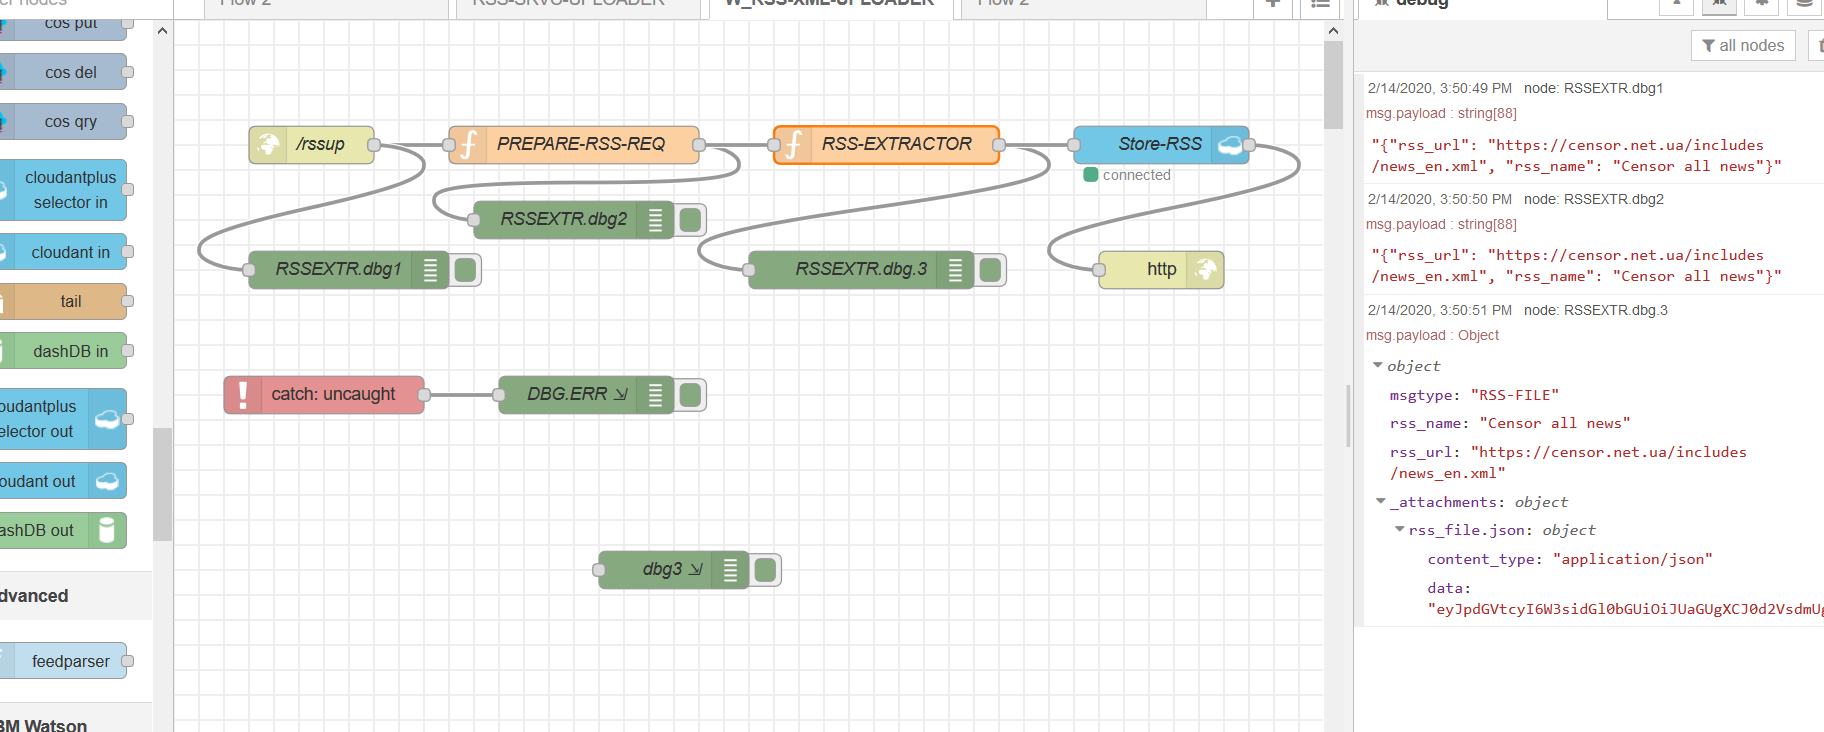 nodes
cos put
cos del
cos qry
cloudantplus
selector in
cloudant in
tail
dashDB in
oudantplus
elector out
oudant out
ashDB out
dvanced
feedparser
BM Watson
Flow 2
RSS-SRVS-UPLOADER
W_RSS-XML-UPLOADER
Flow 2
/rssup
PREPARE-RSS-REQ
RSS-EXTRACTOR
Store-RSS
connected
RSSEXTR.dbg2
RSSEXTR.dbg1
RSSEXTR.dbg.3
http
catch: uncaught
DBG.ERR
dbg3
debug
all nodes
2/14/2020, 3:50:49 PM node: RSSEXTR.dbg1
msg.payload : string[88]
"{"rss_url": "https://censor.net.ua/includes
/news_en.xml", "rss_name": "Censor all news"}"
2/14/2020, 3:50:50 PM node: RSSEXTR.dbg2
msg.payload : string[88]
"{"rss_url": "https://censor.net.ua/includes
/news_en.xml", "rss_name": "Censor all news"}"
2/14/2020, 3:50:51 PM node: RSSEXTR.dbg.3
msg.payload : Object
object
msgtype: "RSS-FILE"
rss_name: "Censor all news"
rss_url: "https://censor.net.ua/includes
/news_en.xml"
_attachments: object
rss_file.json: object
content_type: "application/json"
data:
"eyJpdGVtcyI6W3sidGl0bGUiOiJUaGUgXCJ0d2VsdmUg